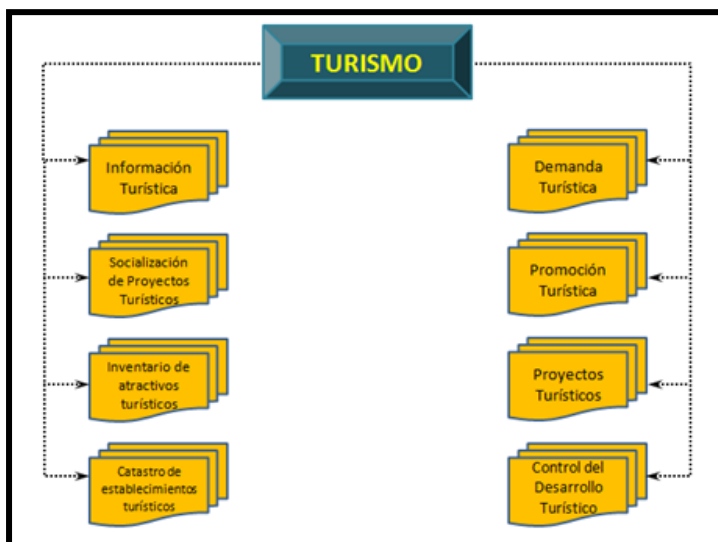 TURISMO
Información
Turística
Socialización
de Proyectos
Turísticos
Inventario de
atractivos
turísticos
Catastro de
establecimientos
turísticos
Demanda
Turística
Promoción
Turística
Proyectos
Turísticos
Control del
Desarrollo
Turístico